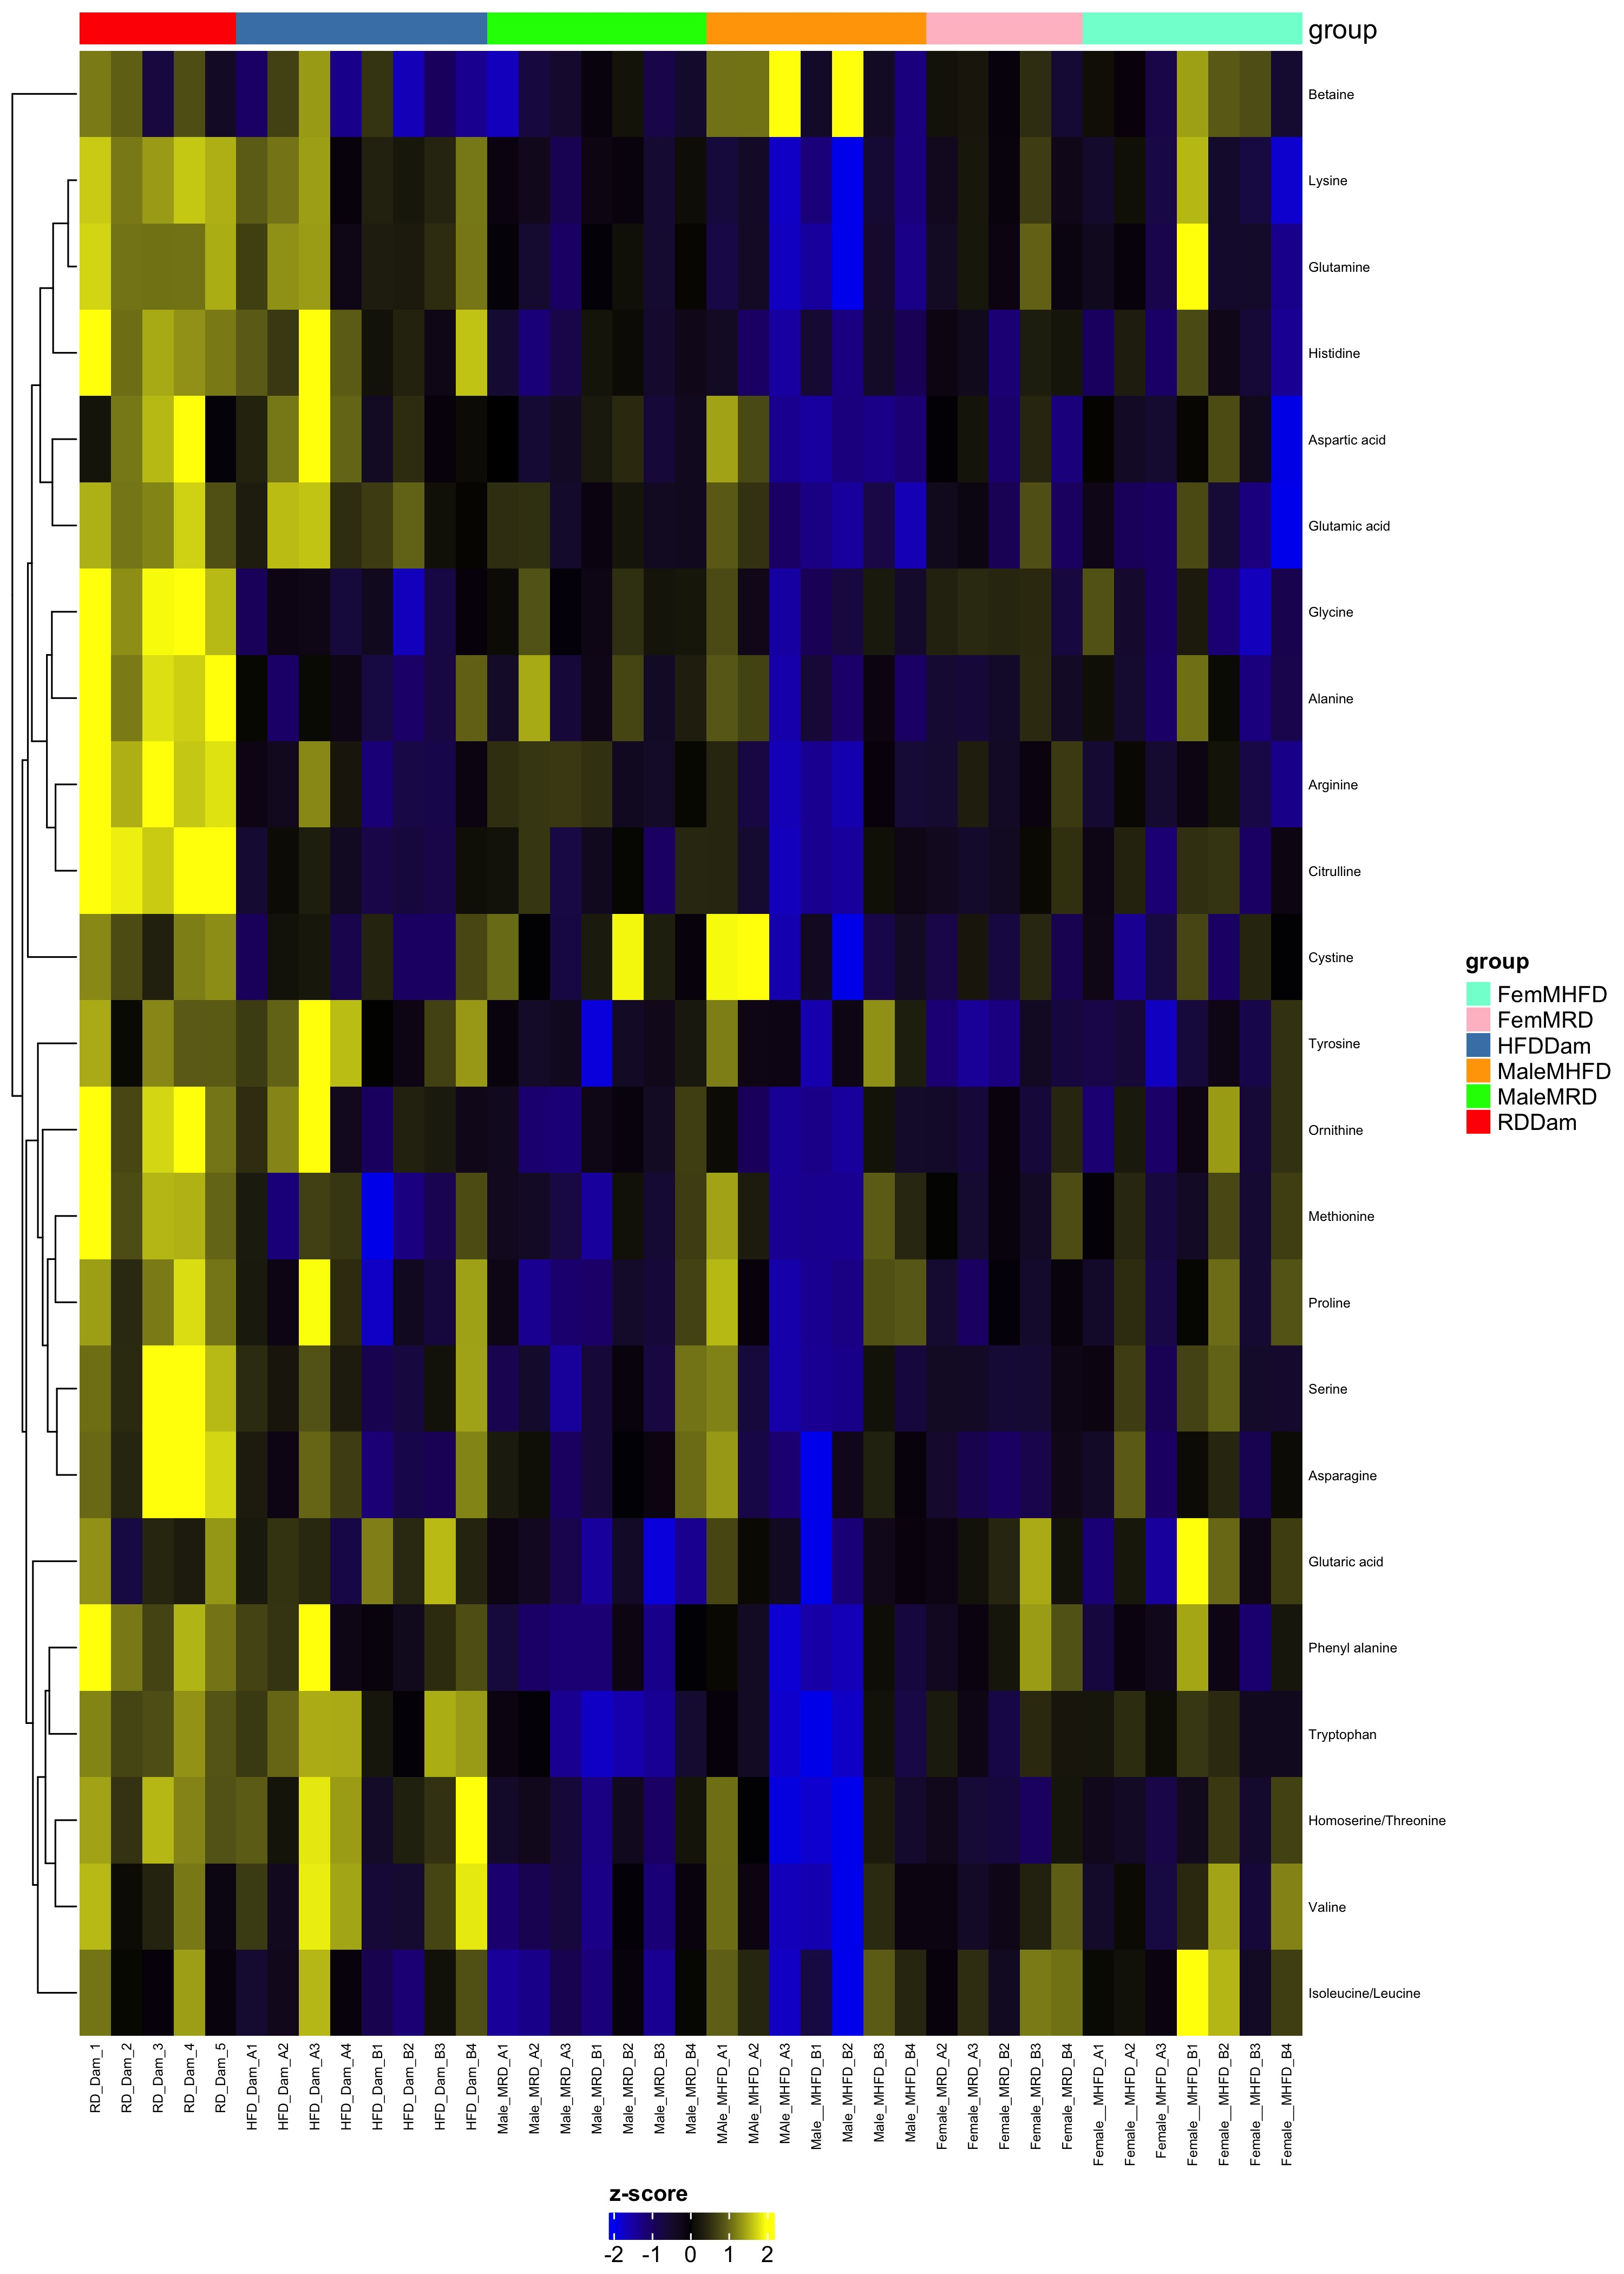 group
Betaine
Lysine
Glutamine
Histidine
Aspartic acid
Glutamic acid
Glycine
Alanine
Arginine
Citrulline
Cystine
Tyrosine
Ornithine
Methionine
Proline
Serine
Asparagine
Glutaric acid
Phenyl alanine
Tryptophan
Homoserine/Threonine
Valine
Isoleucine/Leucine
group
FemMHFD
FemMRD
HFDDam
MaleMHFD
MaleMRD
RDDam
RD_Dam_1
RD_Dam_2
RD_Dam_3
RD_Dam_4
RD_Dam_5
HFD_Dam_A1
HFD_Dam_A2
HFD_Dam_A3
HFD_Dam_A4
HFD_Dam_B1
HFD_Dam_B2
HFD_Dam_B3
HFD_Dam_B4
Male_MRD_A1
Male_MRD_A2
Male_MRD_A3
Male_MRD_B1
Male_MRD_B2
Male_MRD_B3
Male_MRD_B4
MAle_MHFD_A1
MAle_MHFD_A2
MAle_MHFD_A3
Male__MHFD_B1
Male_MHFD_B2
Male_MHFD_B3
Male_MHFD_B4
Female_MRD_A2
Female_MRD_A3
Female_MRD_B2
Female_MRD_B3
Female_MRD_B4
Female__MHFD_A1
Female__MHFD_A2
Female_MHFD_A3
Female__MHFD_B1
Female__MHFD_B2
Female__MHFD_B3
Female__MHFD_B4
z-score
-2 -1 0 1 2